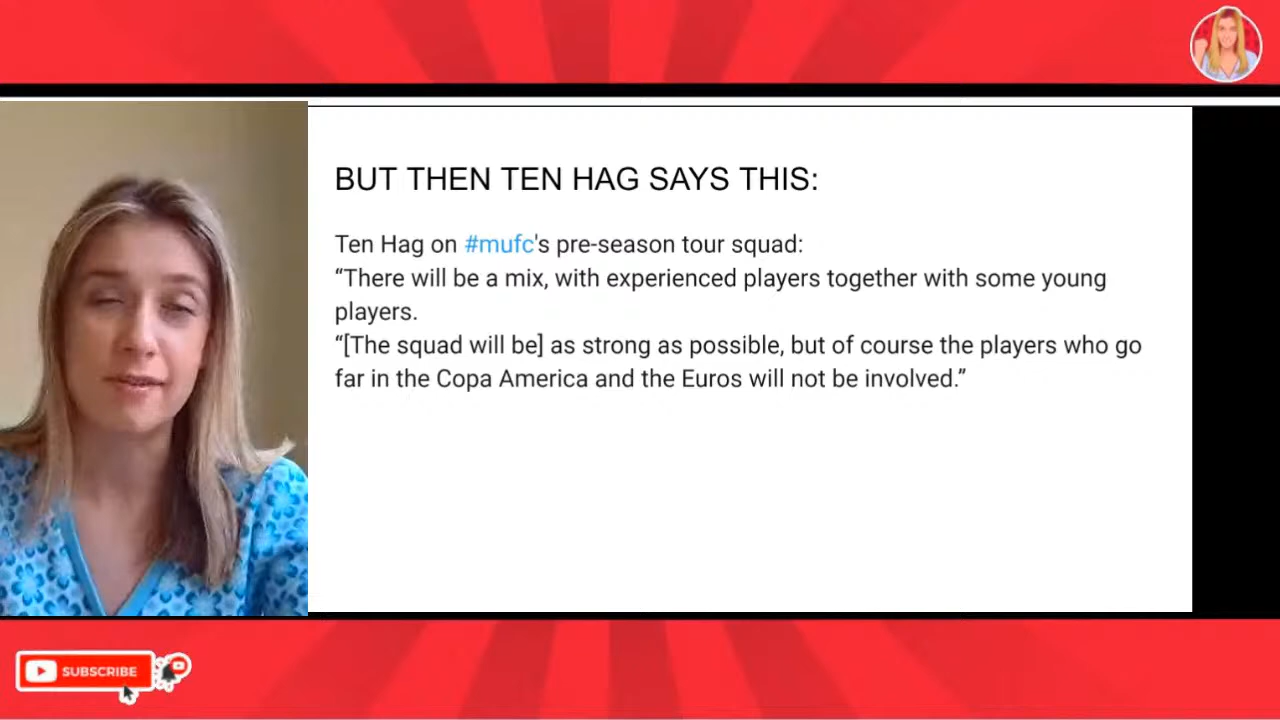 BUT THEN TEN HAG SAYS THIS:
Ten Hag on #mufc's pre-season tour squad:
“There will be a mix, with experienced players together with some young
players.
“[The squad will be] as strong as possible, but of course the players who go
far in the Copa America and the Euros will not be involved.”
SUBSCRIBE